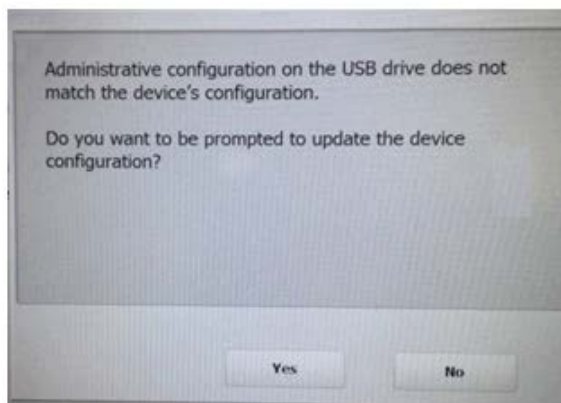 Administrative configuration on the USB drive does not
match the device's configuration.
Do you want to be prompted to update the device
configuration?
Yes
No